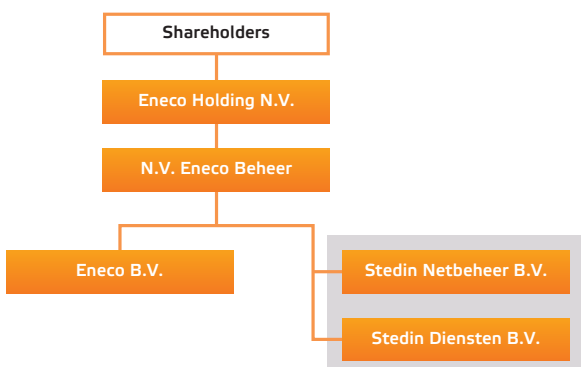 Shareholders
Eneco Holding N.V.
N.V. Eneco Beheer
Eneco B.V.
Stedin Netbeheer B.V.
Stedin Diensten B.V.